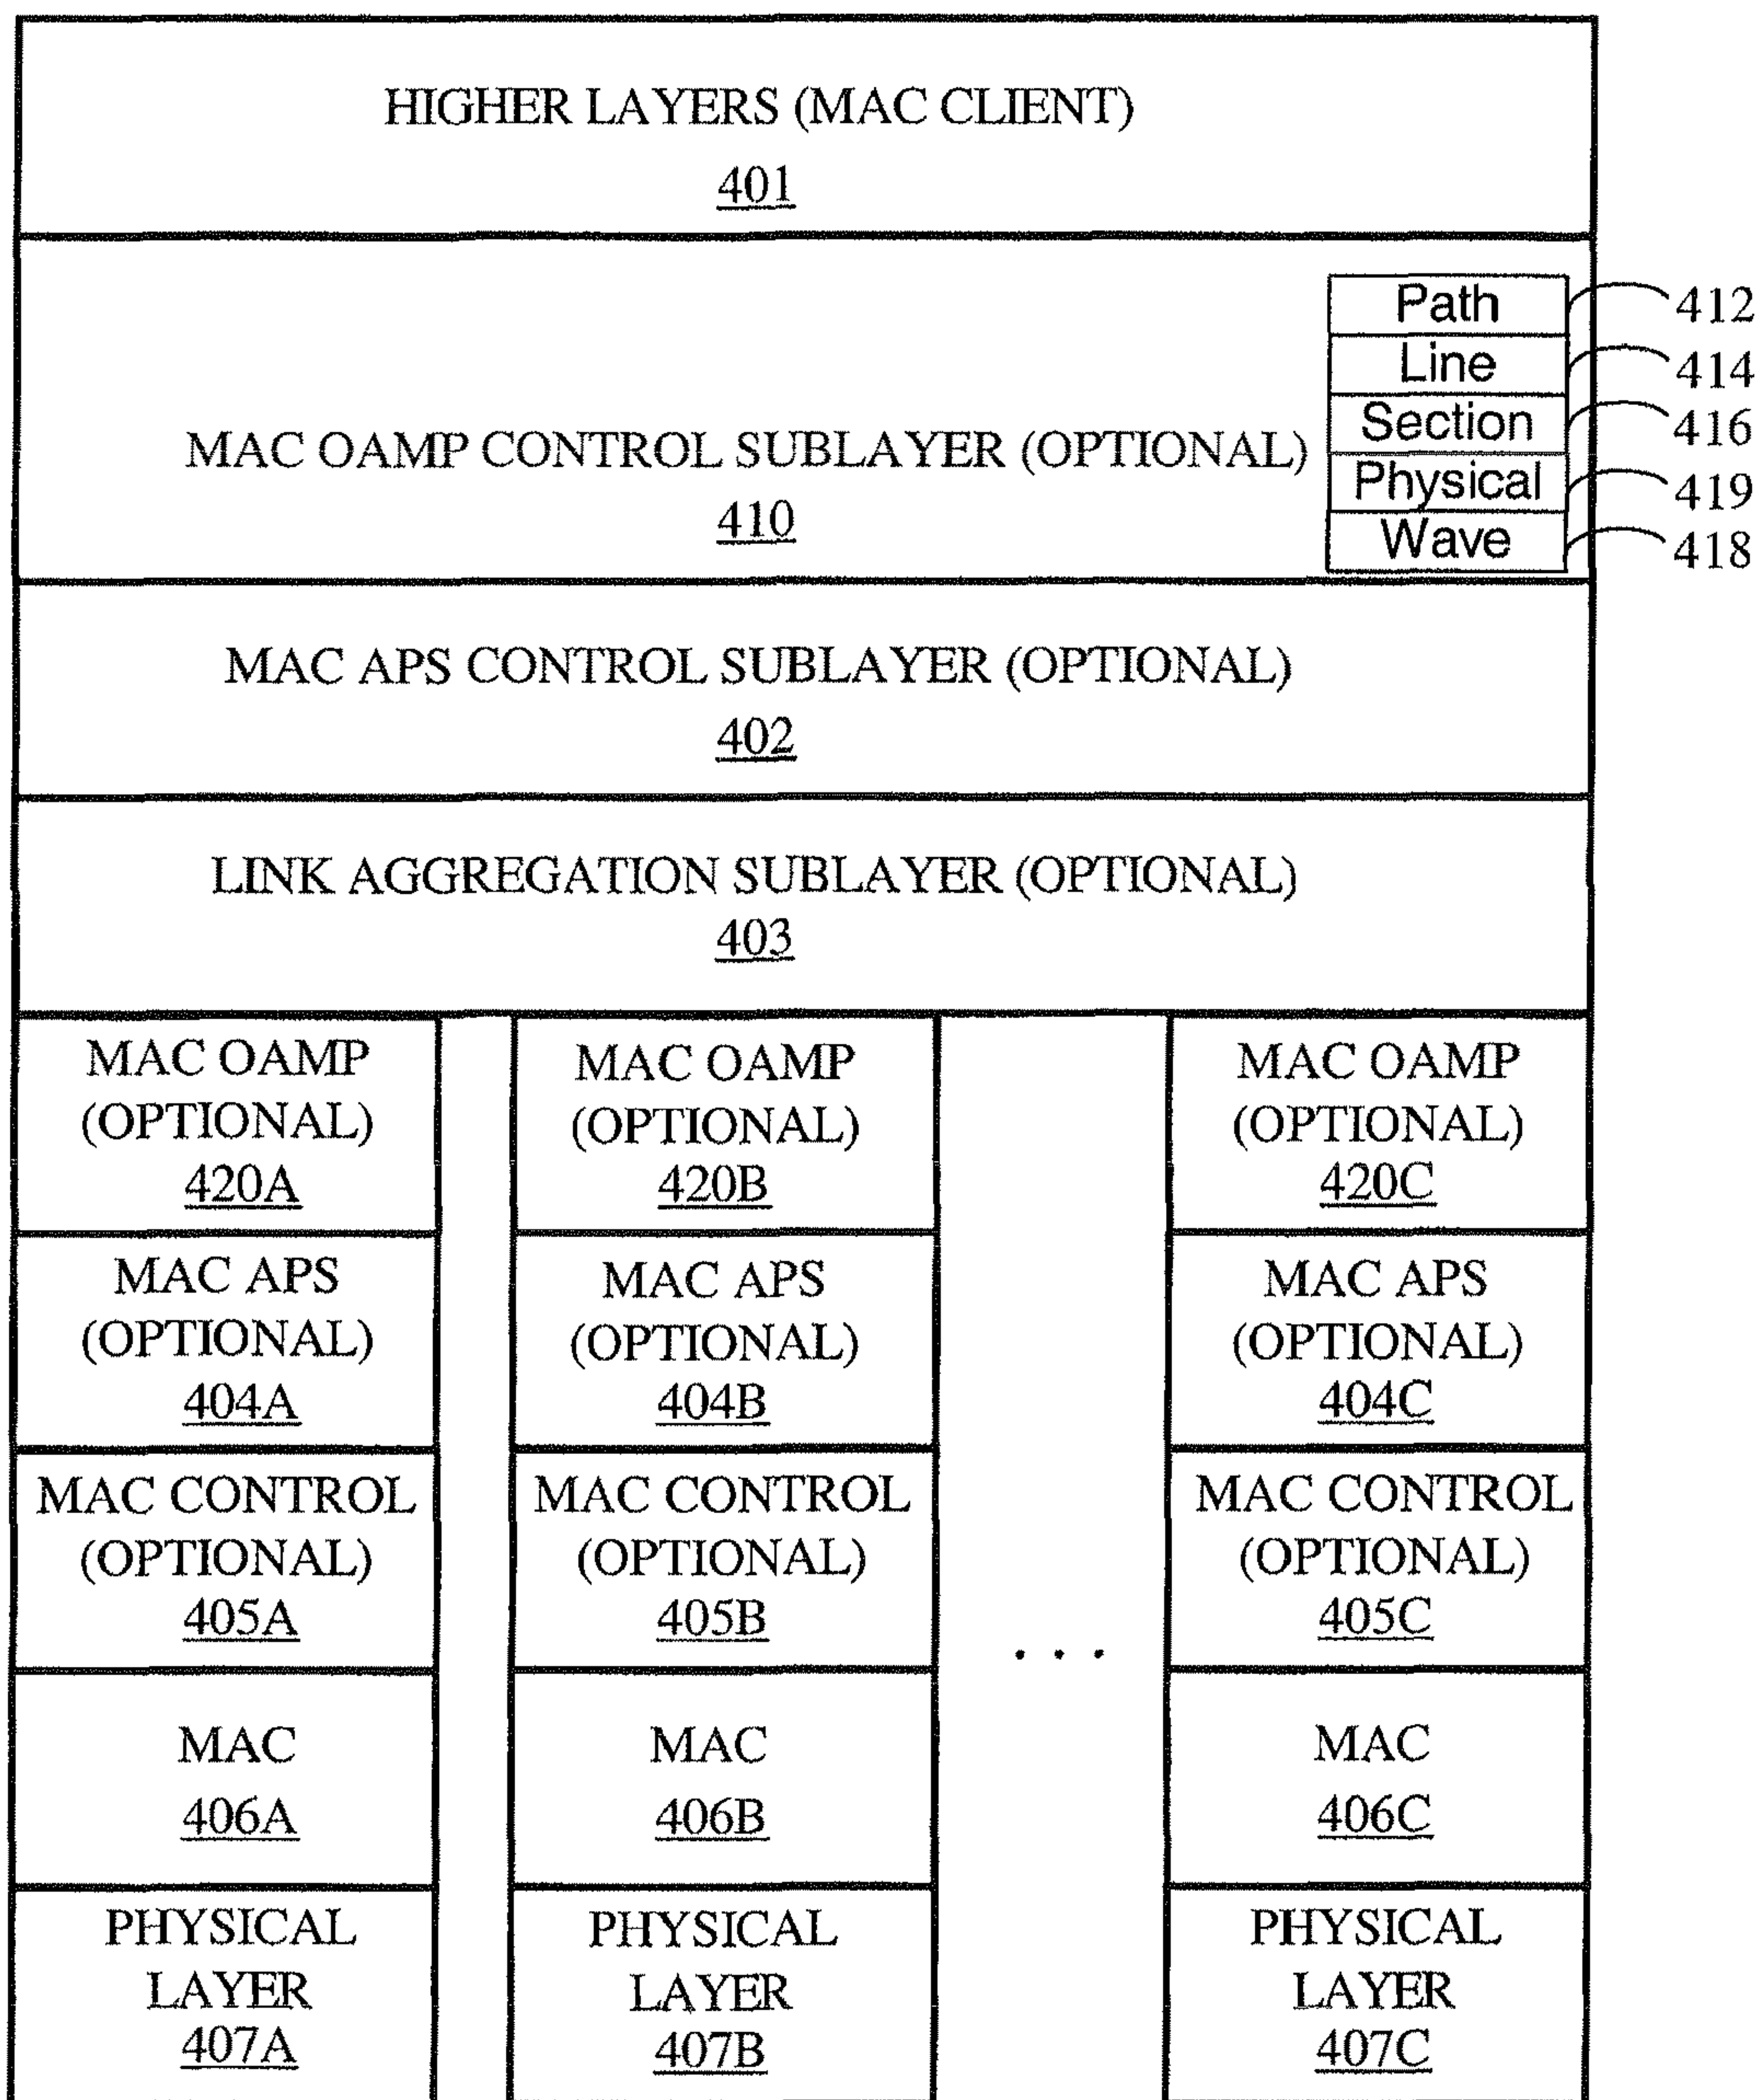 HIGHER LAYERS (MAC CLIENT)
401
Path 412
Line 414
Section 416
Physical 419
Wave 418
MAC OAMP CONTROL SUBLAYER (OPTIONAL)
410
MAC APS CONTROL SUBLAYER (OPTIONAL)
402
LINK AGGREGATION SUBLAYER (OPTIONAL)
403
MAC OAMP
(OPTIONAL)
420A
MAC OAMP
(OPTIONAL)
420B
MAC OAMP
(OPTIONAL)
420C
MAC APS
(OPTIONAL)
404A
MAC APS
(OPTIONAL)
404B
MAC APS
(OPTIONAL)
404C
MAC CONTROL
(OPTIONAL)
405A
MAC CONTROL
(OPTIONAL)
405B
. . .
MAC CONTROL
(OPTIONAL)
405C
MAC
406A
MAC
406B
MAC
406C
PHYSICAL
LAYER
407A
PHYSICAL
LAYER
407B
PHYSICAL
LAYER
407C